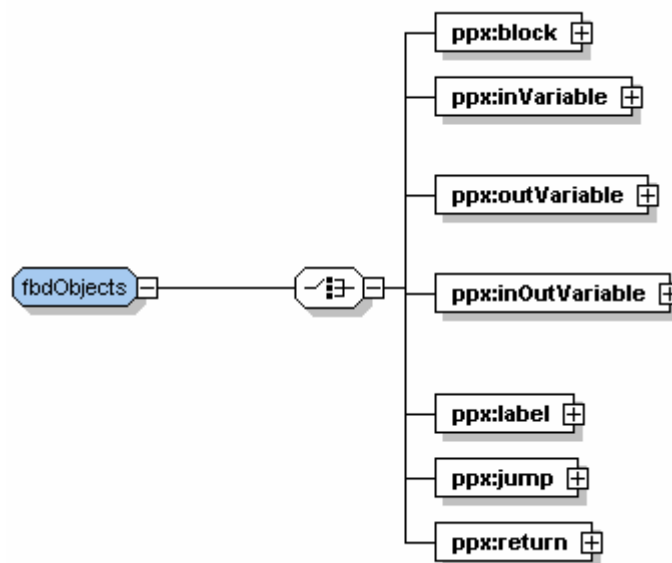 ppx:block
ppx:inVariable
ppx:outVariable
fbdObjects
ppx:inOutVariable
ppx:label
ppx:jump
ppx:return